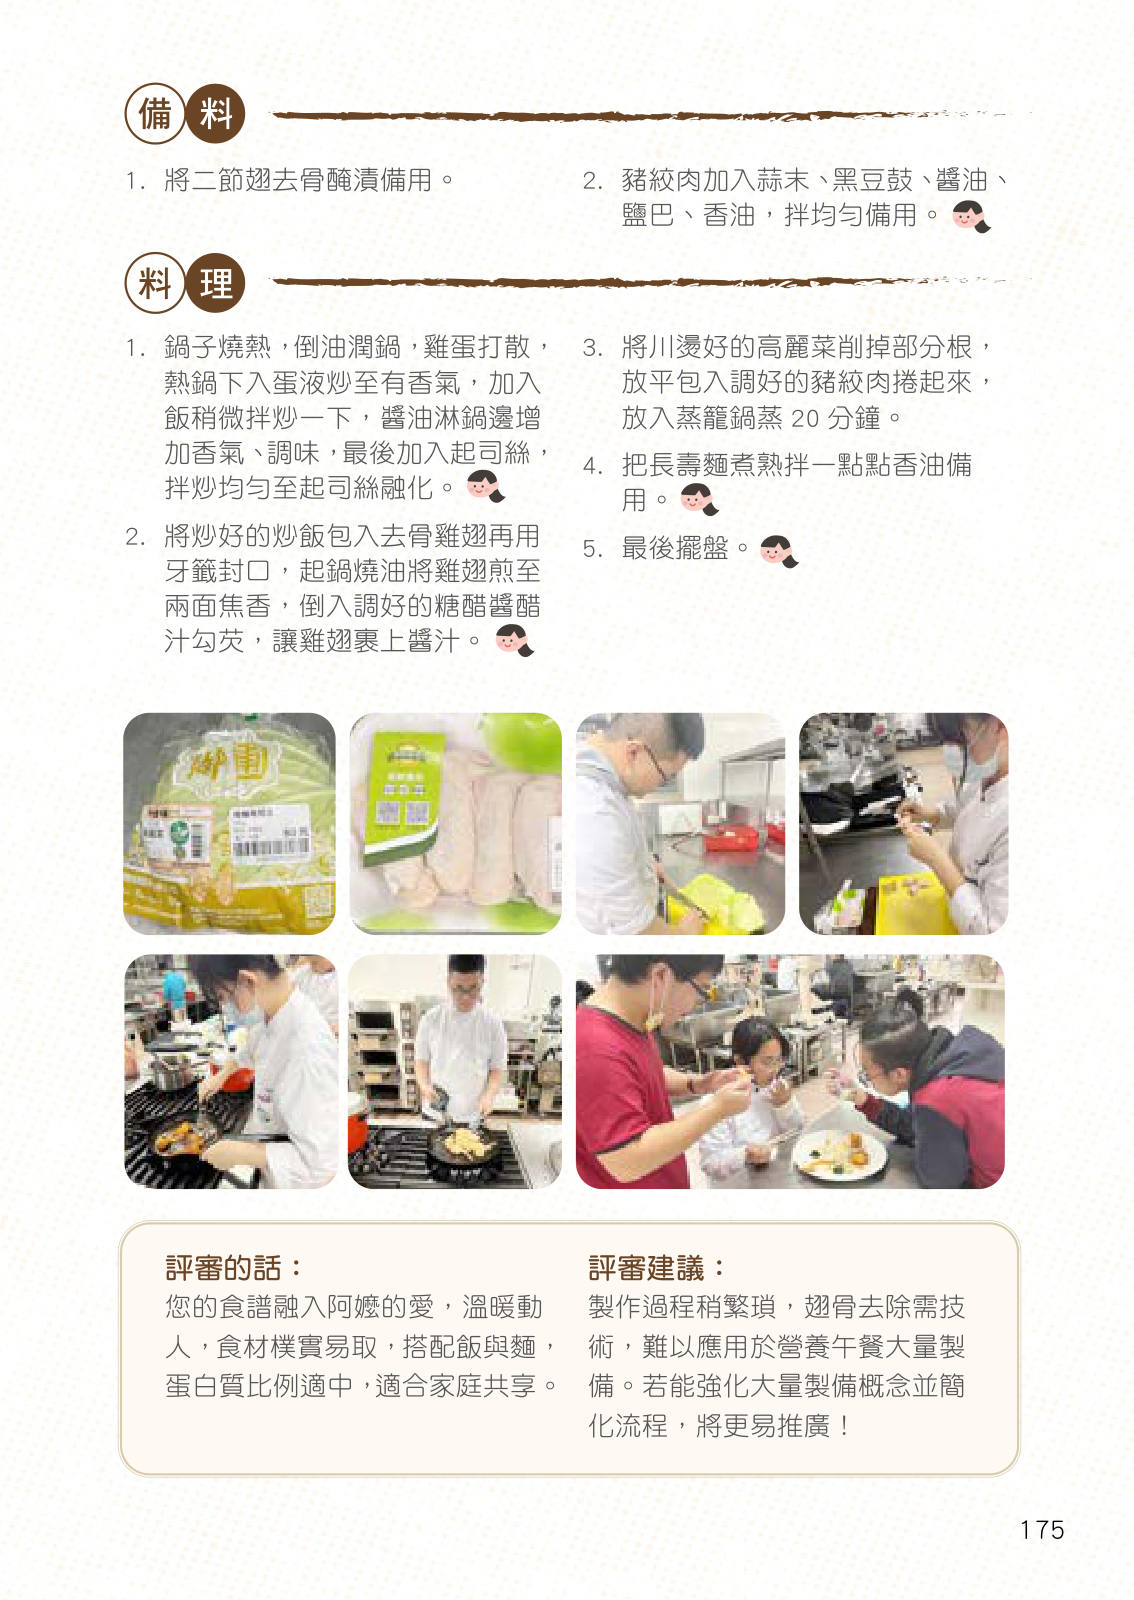 備料
1. 將二節翅去骨醃漬備用。
2. 豬絞肉加入蒜末、黑豆鼓、醬油、
鹽巴、香油，拌均勻備用。
料理
1. 鍋子燒熱，倒油潤鍋，雞蛋打散，
熱鍋下入蛋液炒至有香氣，加入
飯稍微拌炒一下，醬油淋鍋邊增
加香氣、調味，最後加入起司絲，
拌炒均勻至起司絲融化。
2. 將炒好的炒飯包入去骨雞翅再用
牙籤封口，起鍋燒油將雞翅煎至
兩面焦香，倒入調好的糖醋醬醋
汁勾芡，讓雞翅裹上醬汁。
3. 將川燙好的高麗菜削掉部分根，
放平包入調好的豬絞肉捲起來，
放入蒸籠鍋蒸 20 分鐘。
4. 把長壽麵煮熟拌一點點香油備
用。
5. 最後擺盤。
評審的話：
您的食譜融入阿嬤的愛，溫暖動
人，食材樸實易取，搭配飯與麵，
蛋白質比例適中，適合家庭共享。
評審建議：
製作過程稍繁瑣，翅骨去除需技
術，難以應用於營養午餐大量製
備。若能強化大量製備概念並簡
化流程，將更易推廣！
175